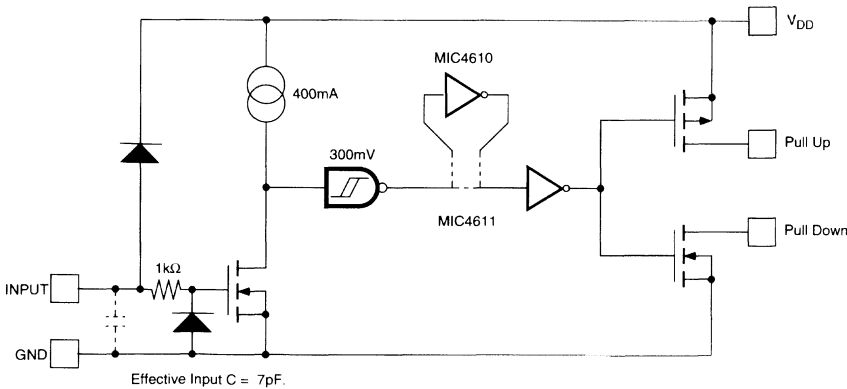 V_DD
MIC4610
400mA
Pull Up
300mV
MIC4611
Pull Down
1kΩ
INPUT
GND
Effective Input C = 7pF.